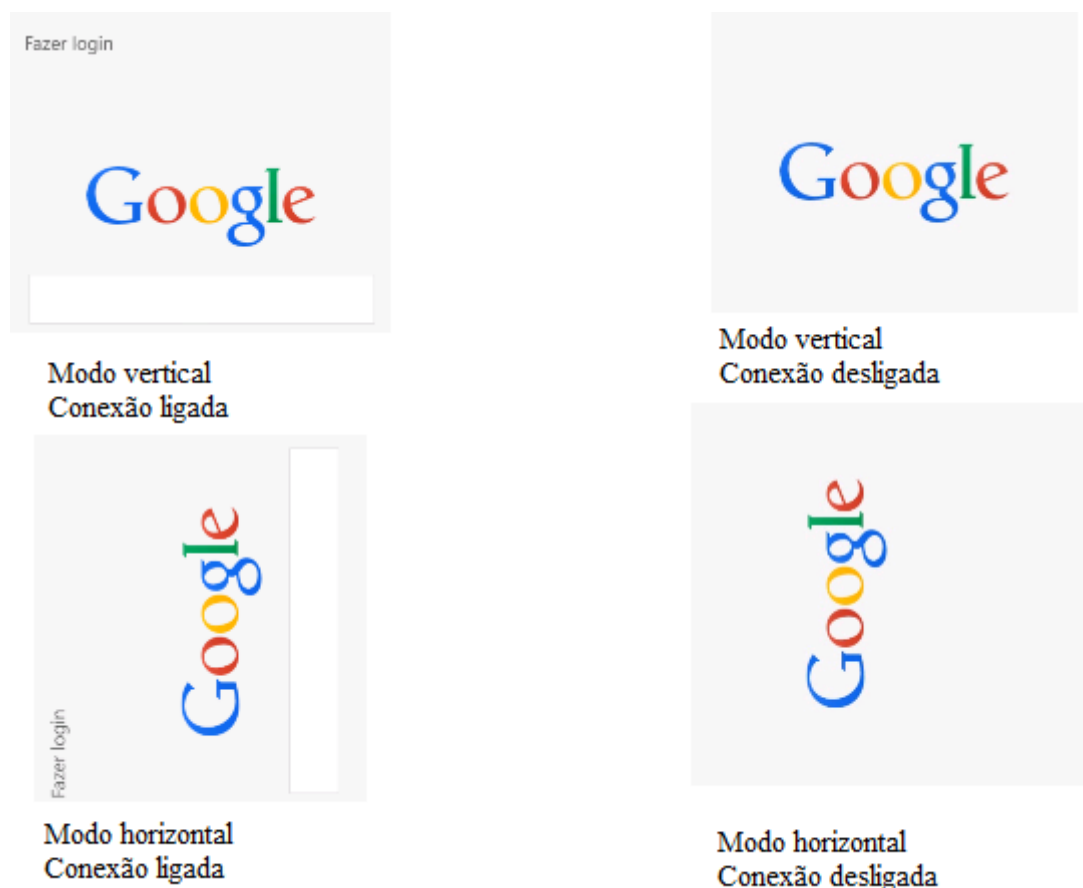 Fazer login
Google
Modo vertical
Conexão ligada
Google
Modo vertical
Conexão desligada
Fazer login
Google
Modo horizontal
Conexão ligada
Google
Modo horizontal
Conexão desligada